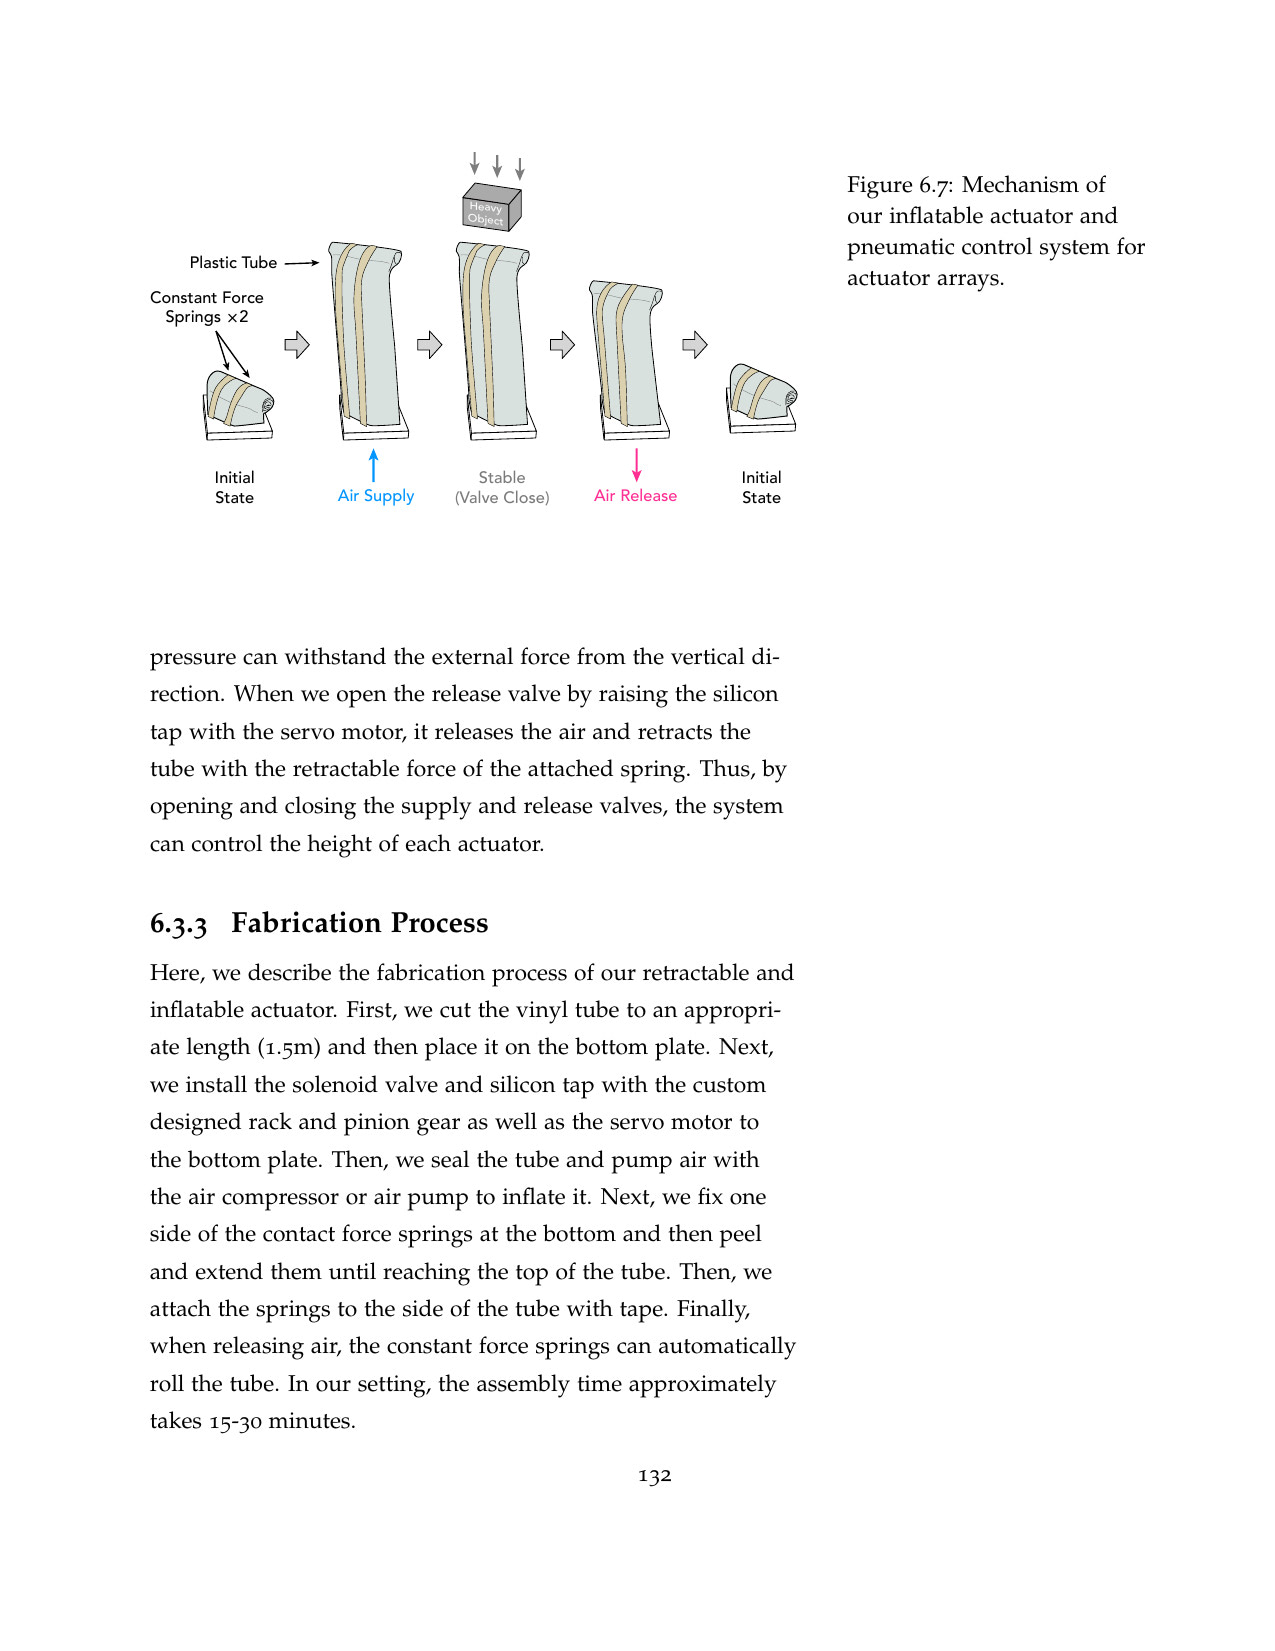 Heavy
Object
Plastic Tube
Constant Force
Springs ×2
Initial
State
Air Supply
Stable
(Valve Close)
Air Release
Initial
State
Figure 6.7: Mechanism of
our inflatable actuator and
pneumatic control system for
actuator arrays.
pressure can withstand the external force from the vertical di-
rection. When we open the release valve by raising the silicon
tap with the servo motor, it releases the air and retracts the
tube with the retractable force of the attached spring. Thus, by
opening and closing the supply and release valves, the system
can control the height of each actuator.
6.3.3 Fabrication Process
Here, we describe the fabrication process of our retractable and
inflatable actuator. First, we cut the vinyl tube to an appropri-
ate length (1.5m) and then place it on the bottom plate. Next,
we install the solenoid valve and silicon tap with the custom
designed rack and pinion gear as well as the servo motor to
the bottom plate. Then, we seal the tube and pump air with
the air compressor or air pump to inflate it. Next, we fix one
side of the contact force springs at the bottom and then peel
and extend them until reaching the top of the tube. Then, we
attach the springs to the side of the tube with tape. Finally,
when releasing air, the constant force springs can automatically
roll the tube. In our setting, the assembly time approximately
takes 15-30 minutes.
132